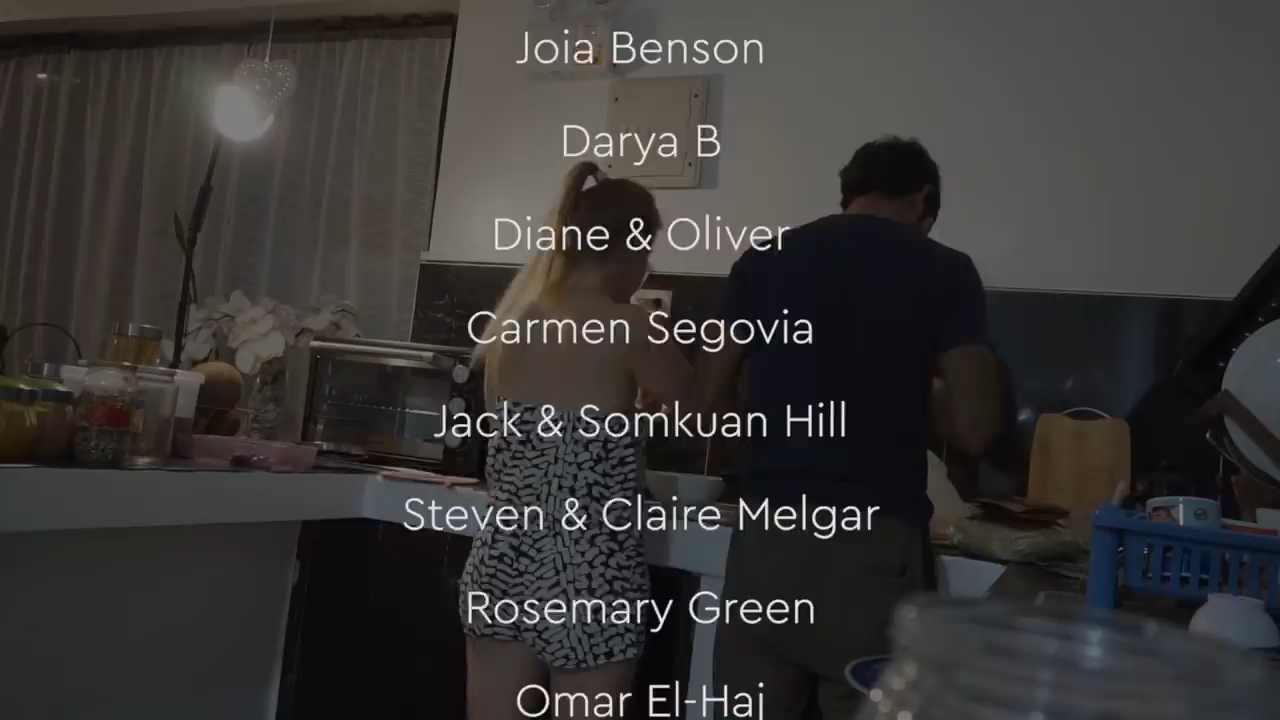 Joia Benson
Darya B
Diane & Oliver
Carmen Segovia
Jack & Somkuan Hill
Steven & Claire Melgar
Rosemary Green
Omar El-Haj